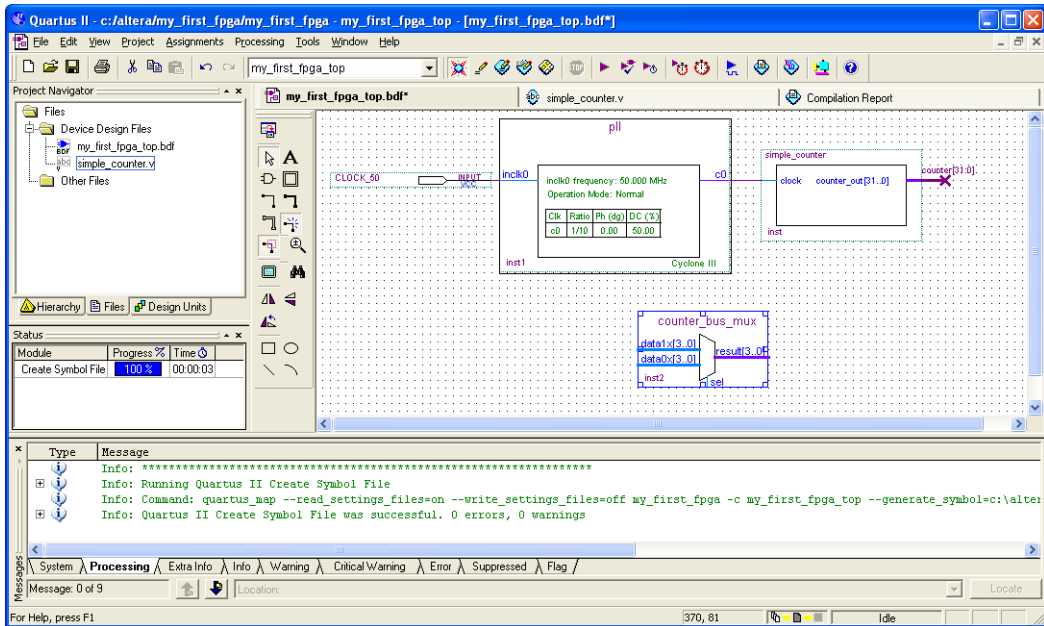 Quartus II - c:/altera/my_first_fpga/my_first_fpga - my_first_fpga_top - [my_first_fpga_top.bdf*]
File Edit View Project Assignments Processing Tools Window Help
my_first_fpga_top
Project Navigator
Files
Device Design Files
my_first_fpga_top.bdf
simple_counter.v
Other Files
Hierarchy Files Design Units
Status
Module Progress % Time
Create Symbol File 100 % 00:00:03
my_first_fpga_top.bdf* simple_counter.v Compilation Report
pll
CLOCK_50 INPUT
VCC
inclk0 c0
inclk0 frequency: 50.000 MHz
Operation Mode: Normal
Clk Ratio Ph (dg) DC (%)
c0 1/10 0.00 50.00
inst1 Cyclone III
simple_counter
clock counter_out[31..0]
inst
counter[31:0]
counter_bus_mux
data1x[3..0]
data0x[3..0]
result[3..0]
inst2
sel
Type Message
Info: *******************************************************************
Info: Running Quartus II Create Symbol File
Info: Command: quartus_map --read_settings_files=on --write_settings_files=off my_first_fpga -c my_first_fpga_top --generate_symbol=c:\alter
Info: Quartus II Create Symbol File was successful. 0 errors, 0 warnings
System Processing Extra Info Info Warning Critical Warning Error Suppressed Flag
Messages
Message: 0 of 9 Location: Locate
For Help, press F1 370, 81 Idle